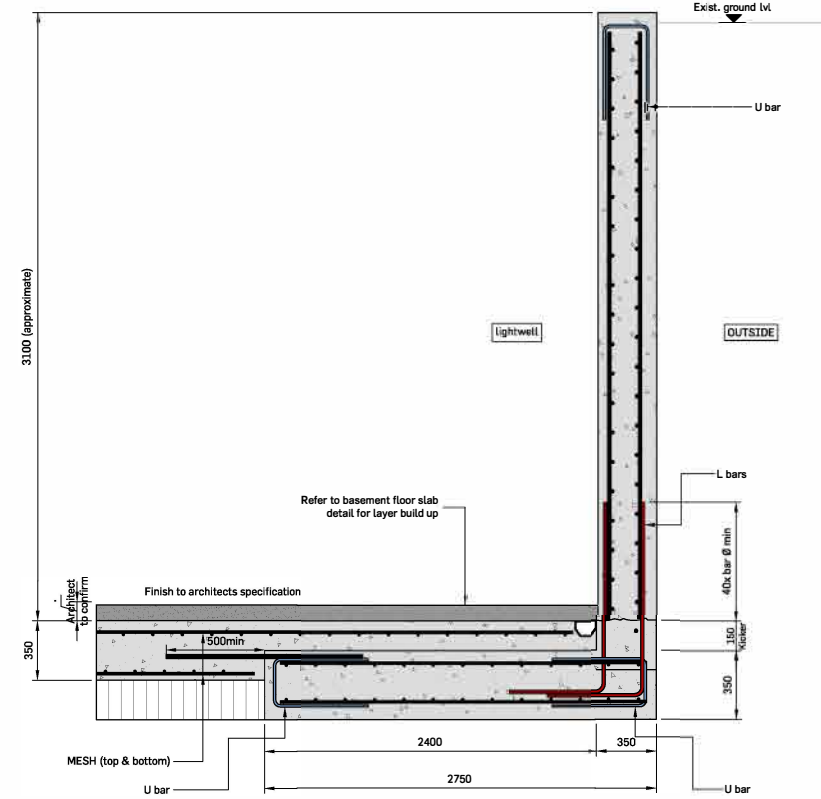 Exist. ground lvl
U bar
3100 (approximate)
lightwell
OUTSIDE
L bars
Refer to basement floor slab
detail for layer build up
40x bar Ø min
Architect
to confirm
Finish to architects specification
500min
350
150
Kicker
350
2400
350
MESH (top & bottom)
2750
U bar
U bar